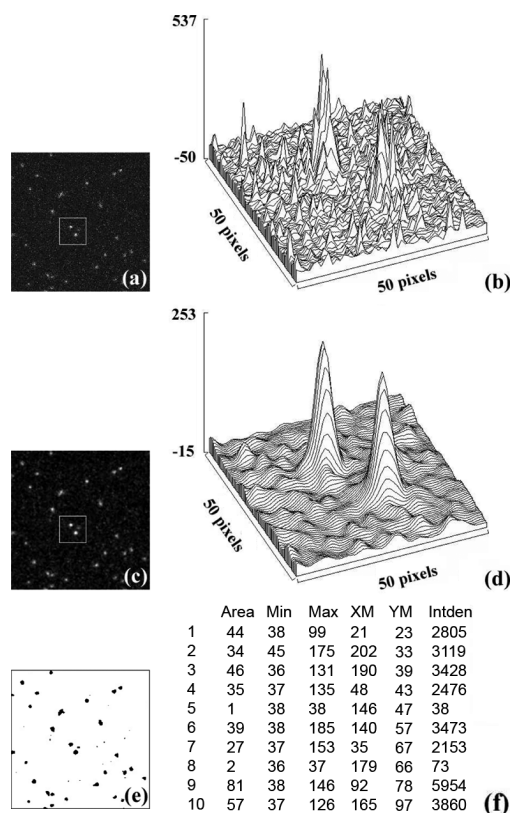 537
-50
50 pixels
50 pixels
(a)
(b)
253
-15
50 pixels
50 pixels
(c)
(d)
Area Min Max XM YM Intden
1 44 38 99 21 23 2805
2 34 45 175 202 33 3119
3 46 36 131 190 39 3428
4 35 37 135 48 43 2476
5 1 38 38 146 47 38
6 39 38 185 140 57 3473
7 27 37 153 35 67 2153
8 2 36 37 179 66 73
9 81 38 146 92 78 5954
10 57 37 126 165 97 3860
(e)
(f)